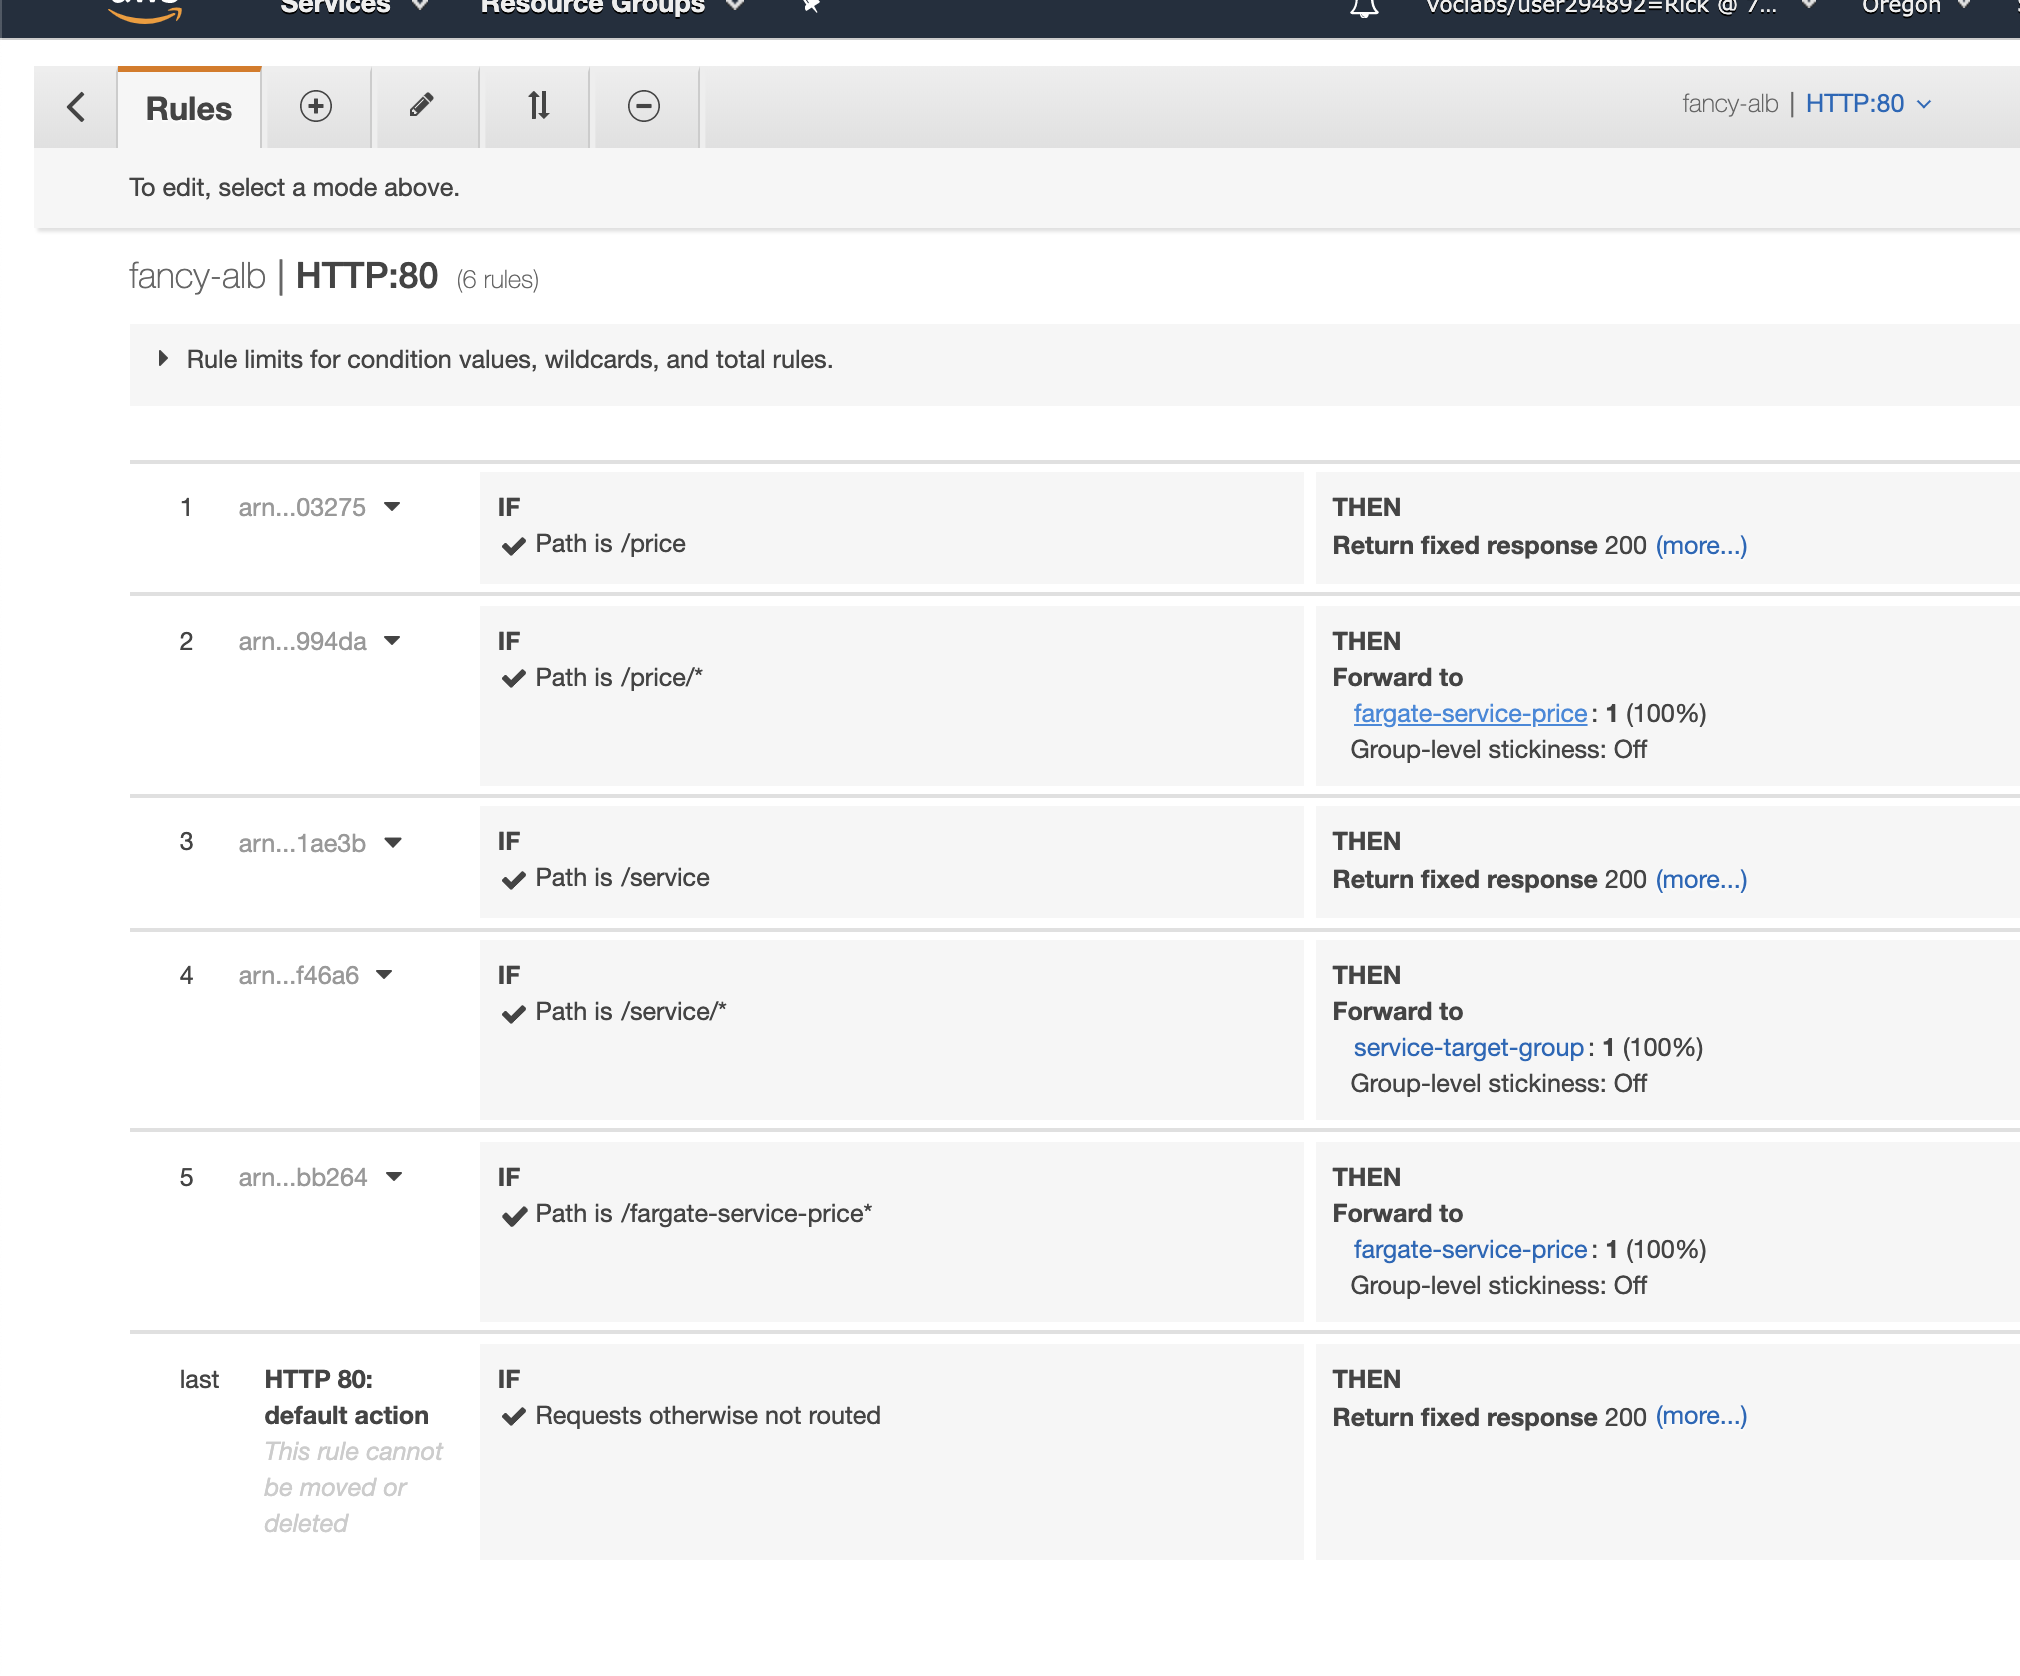 aws Services Resource Groups voclabs/user294892=Rick @ 7... Oregon
Rules fancy-alb | HTTP:80
To edit, select a mode above.
fancy-alb | HTTP:80 (6 rules)
Rule limits for condition values, wildcards, and total rules.
1 arn...03275 IF THEN
Path is /price Return fixed response 200 (more...)
2 arn...994da IF THEN
Path is /price/* Forward to
fargate-service-price : 1 (100%)
Group-level stickiness: Off
3 arn...1ae3b IF THEN
Path is /service Return fixed response 200 (more...)
4 arn...f46a6 IF THEN
Path is /service/* Forward to
service-target-group : 1 (100%)
Group-level stickiness: Off
5 arn...bb264 IF THEN
Path is /fargate-service-price* Forward to
fargate-service-price : 1 (100%)
Group-level stickiness: Off
last HTTP 80: IF THEN
default action Requests otherwise not routed Return fixed response 200 (more...)
This rule cannot
be moved or
deleted